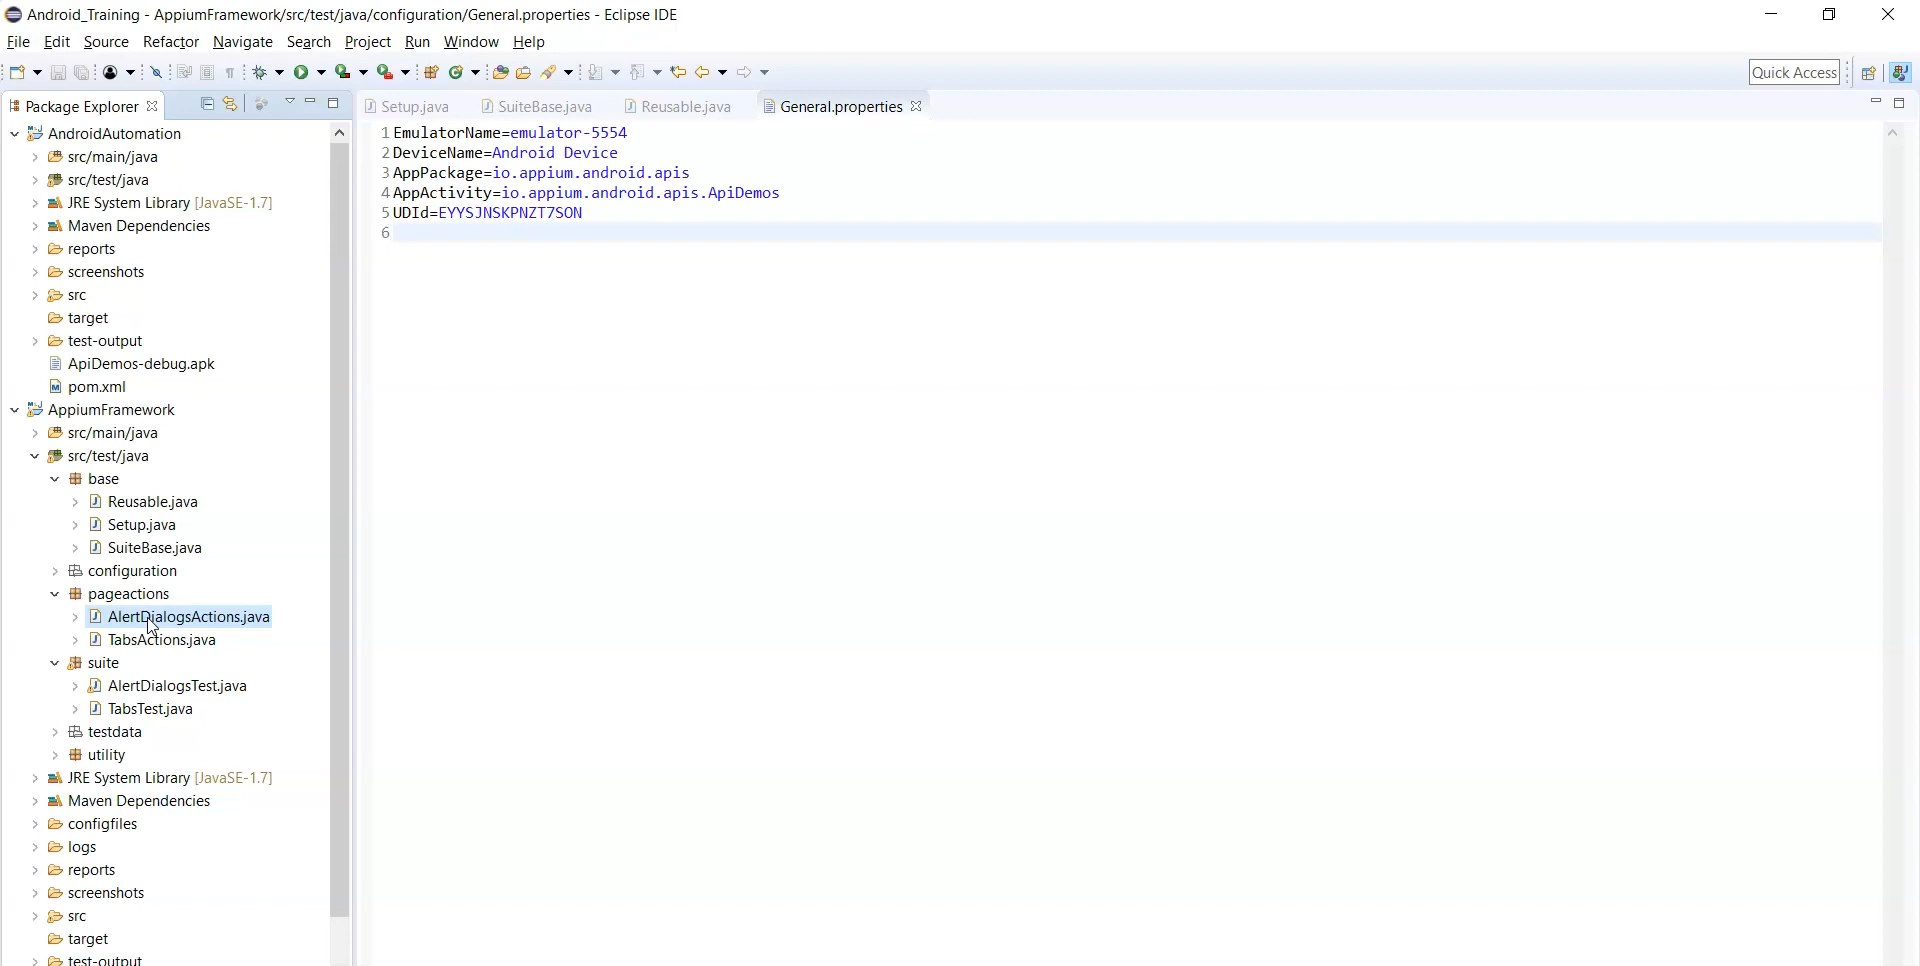 Android_Training - AppiumFramework/src/test/java/configuration/General.properties - Eclipse IDE
File Edit Source Refactor Navigate Search Project Run Window Help
Quick Access
Package Explorer
Setup.java SuiteBase.java Reusable.java General.properties
AndroidAutomation
src/main/java
src/test/java
JRE System Library [JavaSE-1.7]
Maven Dependencies
reports
screenshots
src
target
test-output
ApiDemos-debug.apk
pom.xml
AppiumFramework
src/main/java
src/test/java
base
Reusable.java
Setup.java
SuiteBase.java
configuration
pageactions
AlertDialogsActions.java
TabsActions.java
suite
AlertDialogsTest.java
TabsTest.java
testdata
utility
JRE System Library [JavaSE-1.7]
Maven Dependencies
configfiles
logs
reports
screenshots
src
target
test-output
1 EmulatorName=emulator-5554
2 DeviceName=Android Device
3 AppPackage=io.appium.android.apis
4 AppActivity=io.appium.android.apis.ApiDemos
5 UDId=EYYSJNSKPNZT7SON
6